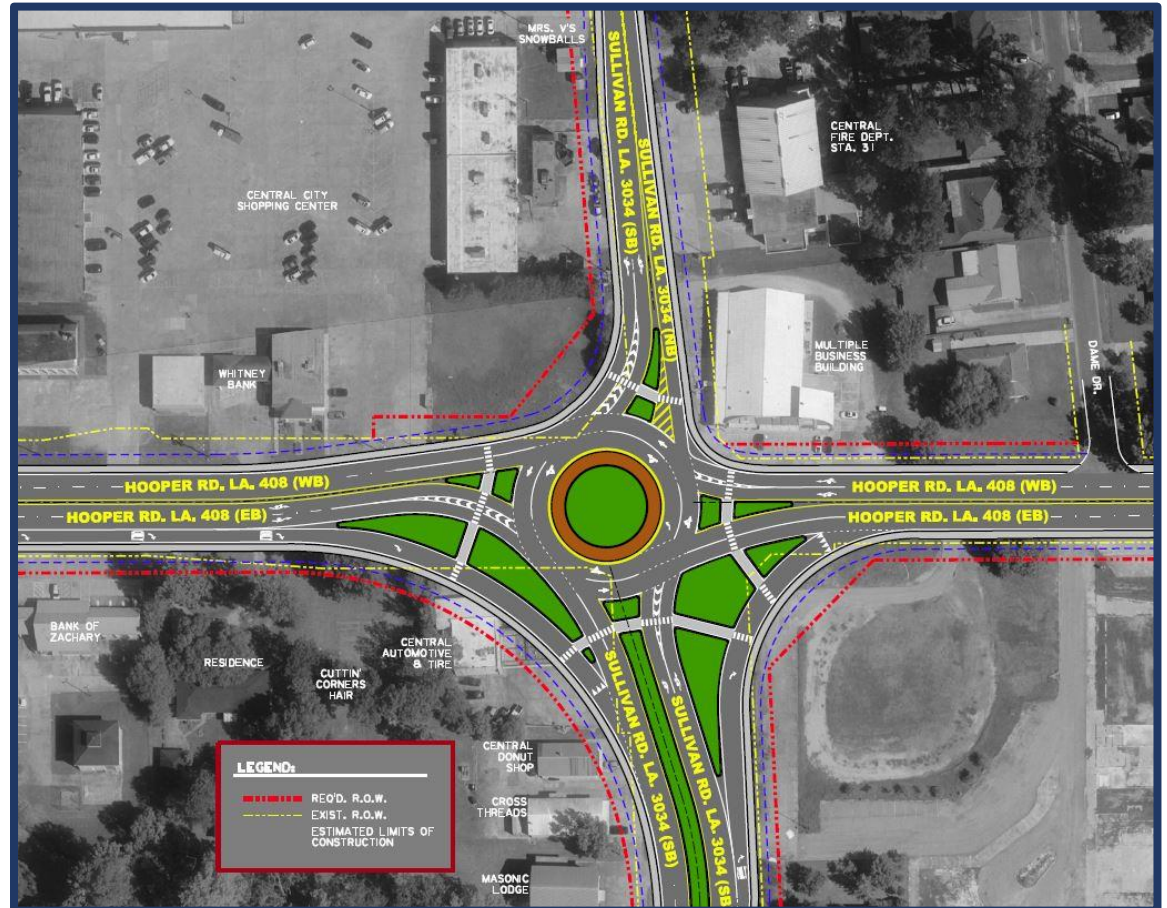 MRS. V'S
SNOWBALLS
SULLIVAN RD. LA. 3034 (SB)
SULLIVAN RD. LA. 3034 (NB)
CENTRAL
FIRE DEPT.
STA. 31
CENTRAL CITY
SHOPPING CENTER
WHITNEY
BANK
MULTIPLE
BUSINESS
BUILDING
DAME DR.
HOOPER RD. LA. 408 (WB)
HOOPER RD. LA. 408 (EB)
HOOPER RD. LA. 408 (WB)
HOOPER RD. LA. 408 (EB)
BANK OF
ZACHARY
RESIDENCE
CUTTIN'
CORNERS
HAIR
CENTRAL
AUTOMOTIVE
& TIRE
SULLIVAN RD. LA. 3034 (SB)
SULLIVAN RD. LA. 3034 (SB
CENTRAL
DONUT
SHOP
CROSS
THREADS
MASONIC
LODGE
LEGEND:
REQ'D. R.O.W.
EXIST. R.O.W.
ESTIMATED LIMITS OF
CONSTRUCTION